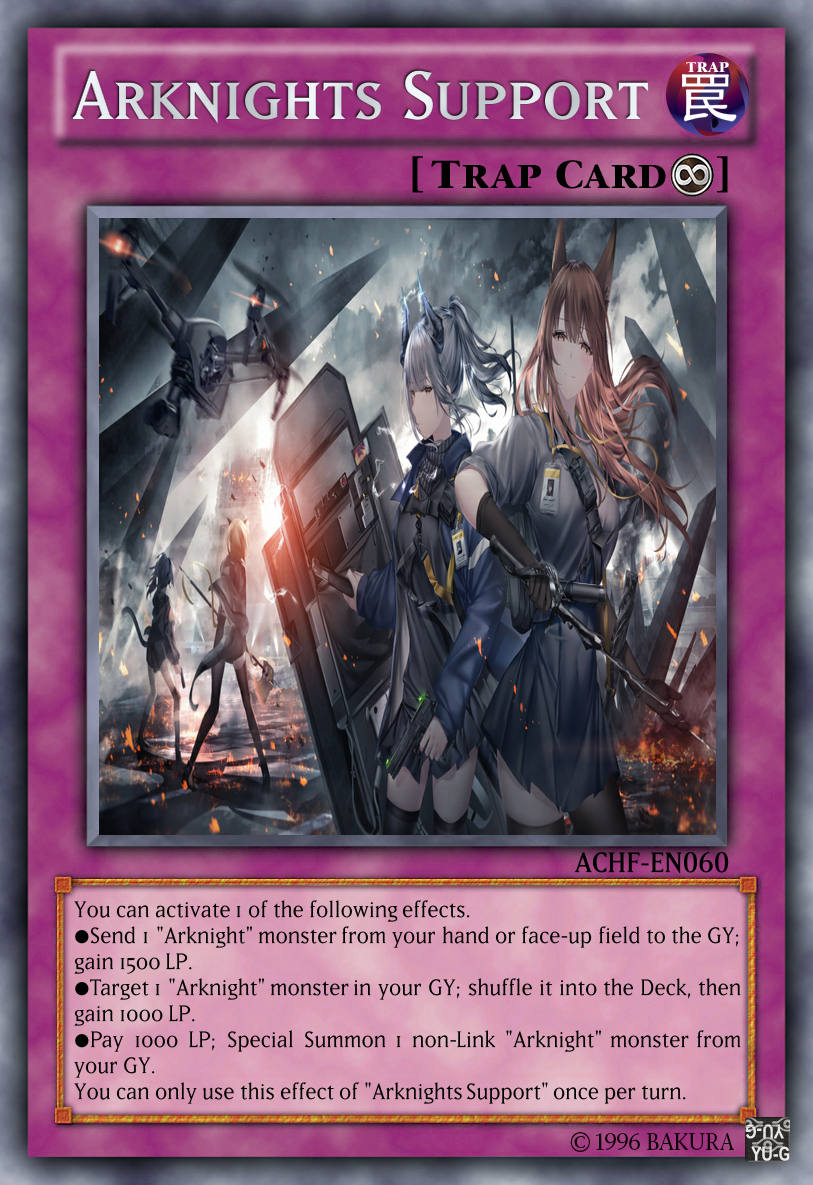 ARKNIGHTS SUPPORT
TRAP
罠
[TRAP CARD∞]
ACHF-EN060
You can activate 1 of the following effects.
●Send 1 "Arknight" monster from your hand or face-up field to the GY;
gain 1500 LP.
●Target 1 "Arknight" monster in your GY; shuffle it into the Deck, then
gain 1000 LP.
●Pay 1000 LP; Special Summon 1 non-Link "Arknight" monster from
your GY.
You can only use this effect of "Arknights Support" once per turn.
© 1996 BAKURA
YU-G